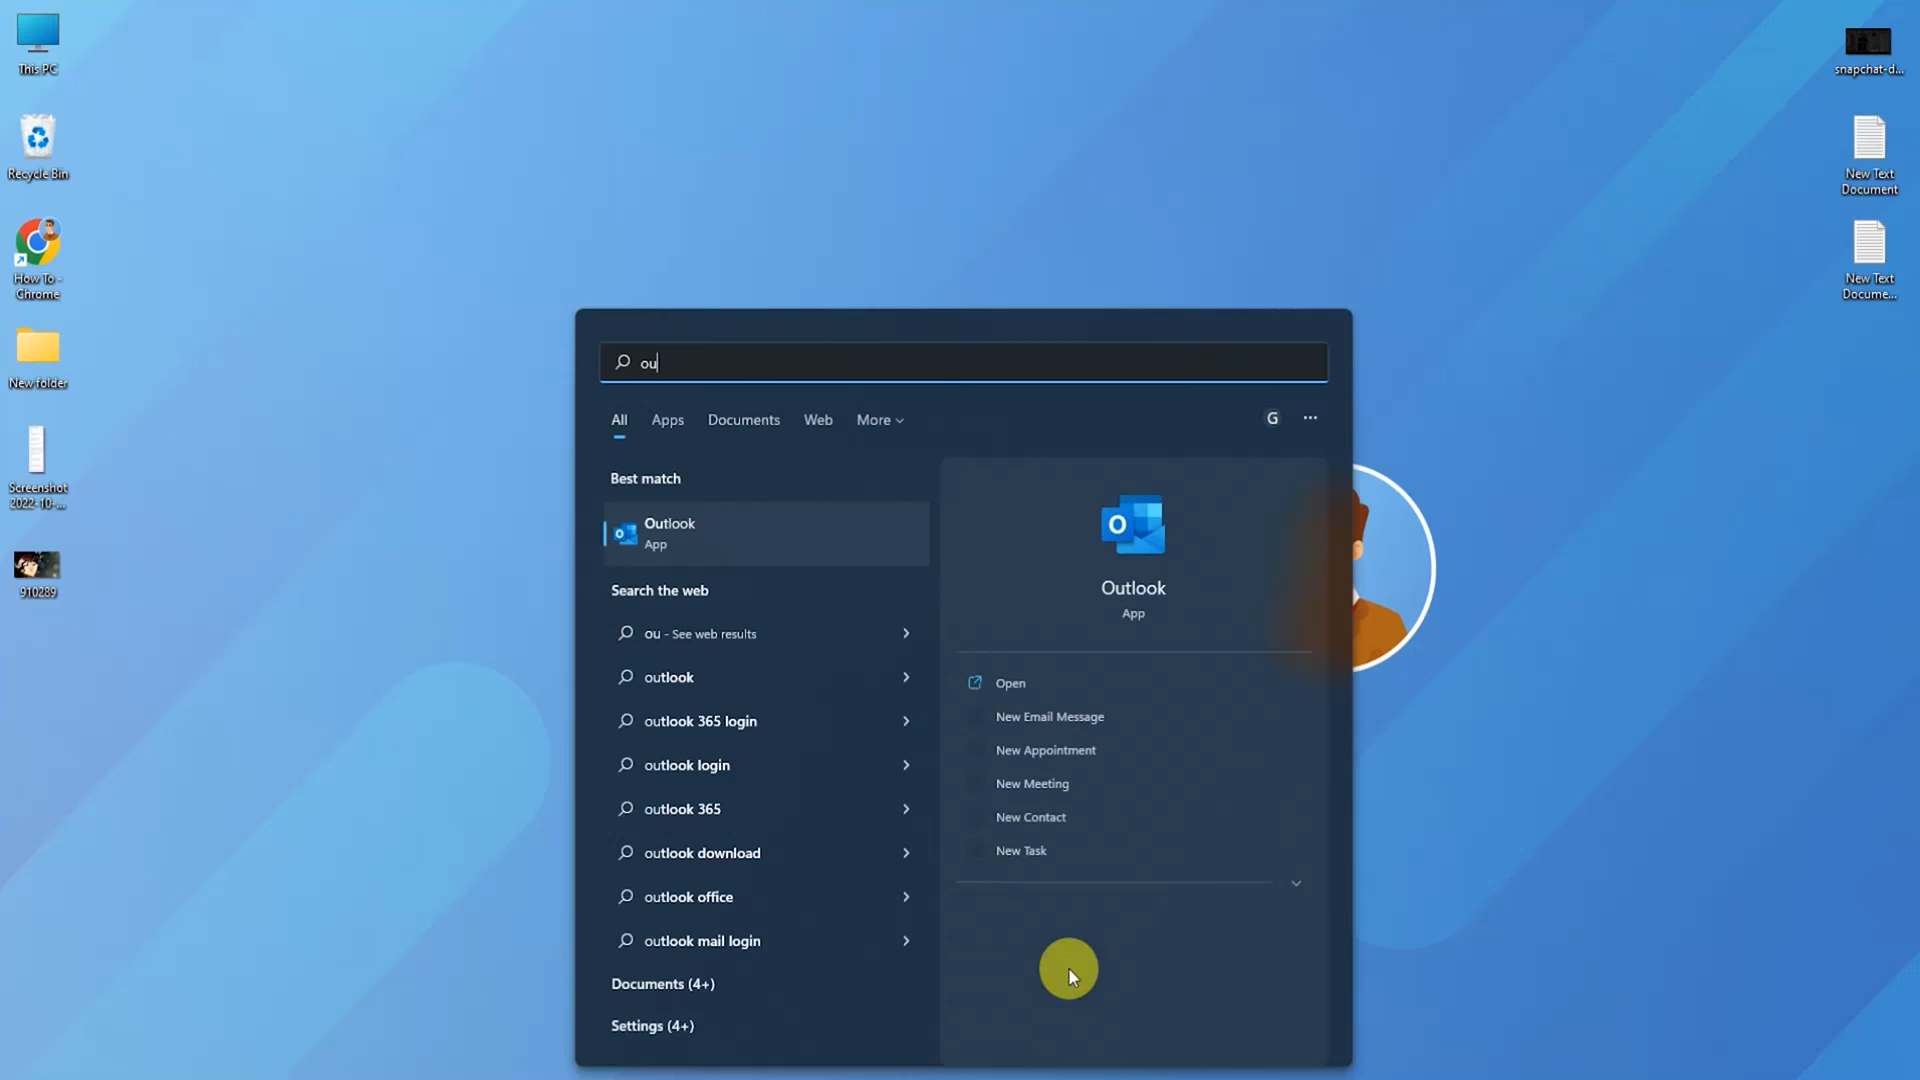 This PC
Recycle Bin
How To -
Chrome
New folder
Screenshot
2022-10-...
910289
snapchat-d...
New Text
Document
New Text
Docume...
ou
All Apps Documents Web More
G
Best match
Outlook
App
Search the web
ou - See web results
outlook
outlook 365 login
outlook login
outlook 365
outlook download
outlook office
outlook mail login
Documents (4+)
Settings (4+)
Outlook
App
Open
New Email Message
New Appointment
New Meeting
New Contact
New Task